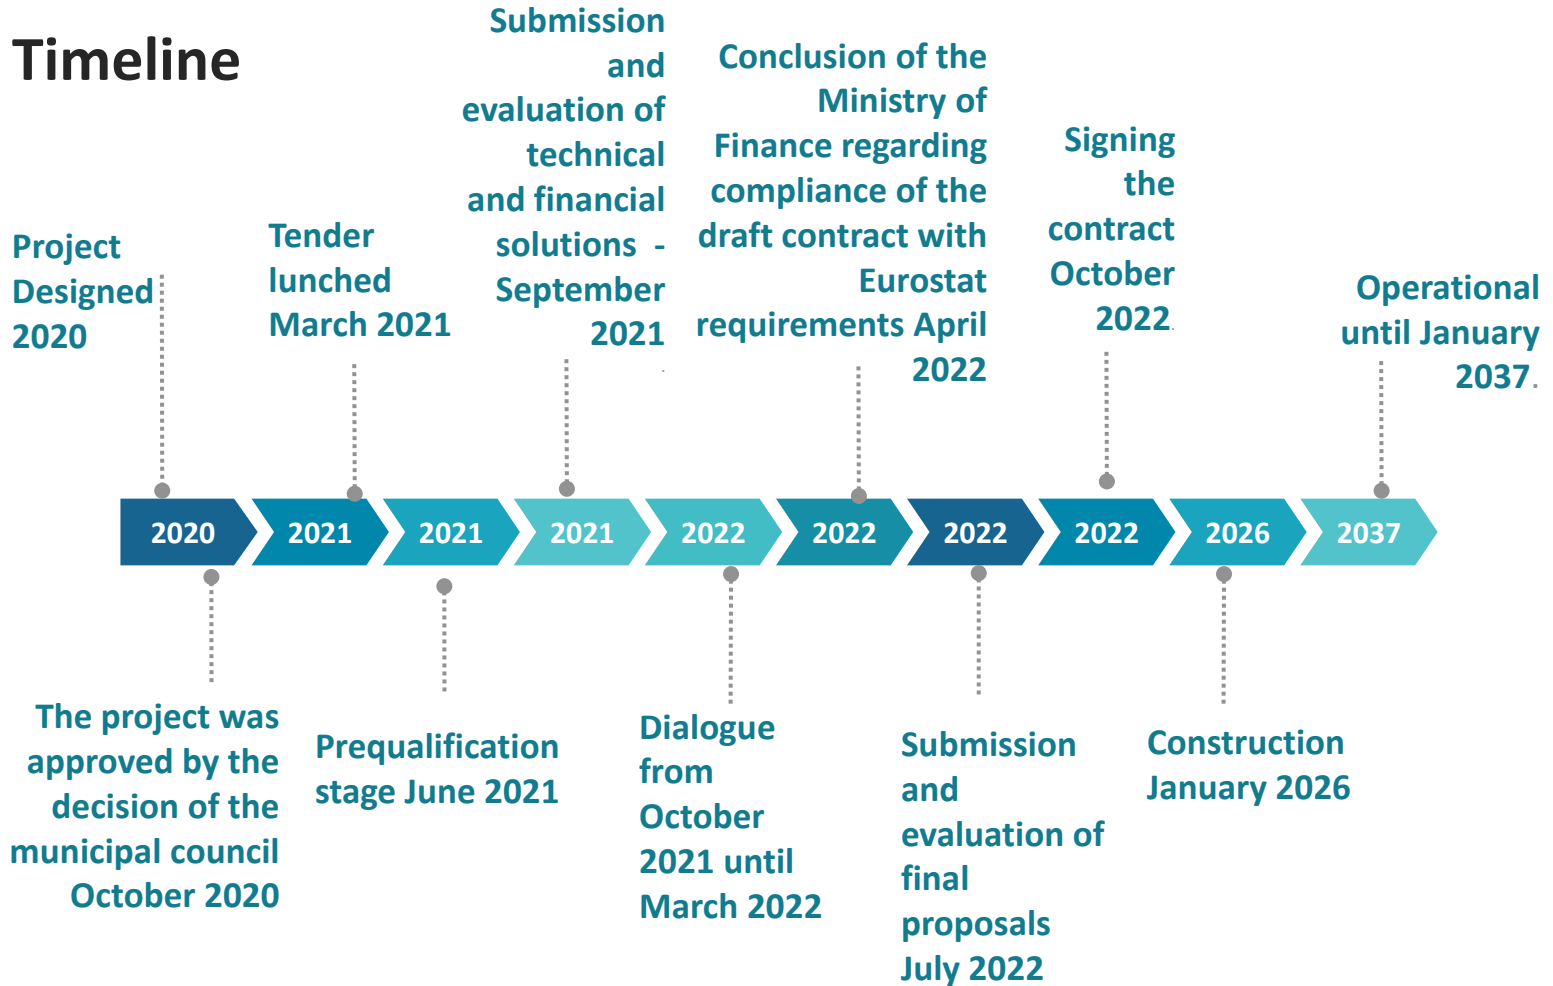 Timeline
Project
Designed
2020
Tender
lunched
March 2021
Submission
and
evaluation of
technical
and financial
solutions -
September
2021
.
Conclusion of the
Ministry of
Finance regarding
compliance of the
draft contract with
Eurostat
requirements April
2022
Signing
the
contract
October
2022.
Operational
until January
2037.
2020
2021
2021
2021
2022
2022
2022
2022
2026
2037
The project was
approved by the
decision of the
municipal council
October 2020
Prequalification
stage June 2021
Dialogue
from
October
2021 until
March 2022
Submission
and
evaluation of
final
proposals
July 2022
Construction
January 2026